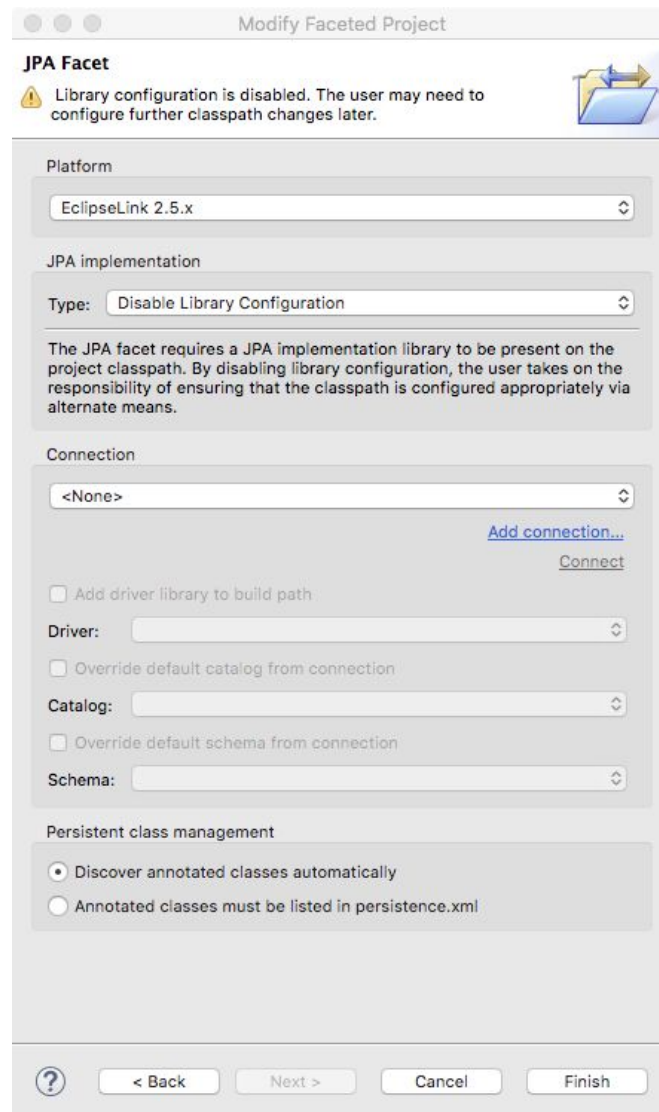 Modify Faceted Project
JPA Facet
Library configuration is disabled. The user may need to
configure further classpath changes later.
Platform
EclipseLink 2.5.x
JPA implementation
Type: Disable Library Configuration
The JPA facet requires a JPA implementation library to be present on the
project classpath. By disabling library configuration, the user takes on the
responsibility of ensuring that the classpath is configured appropriately via
alternate means.
Connection
<None>
Add connection...
Connect
Add driver library to build path
Driver:
Override default catalog from connection
Catalog:
Override default schema from connection
Schema:
Persistent class management
Discover annotated classes automatically
Annotated classes must be listed in persistence.xml
? < Back Next > Cancel Finish